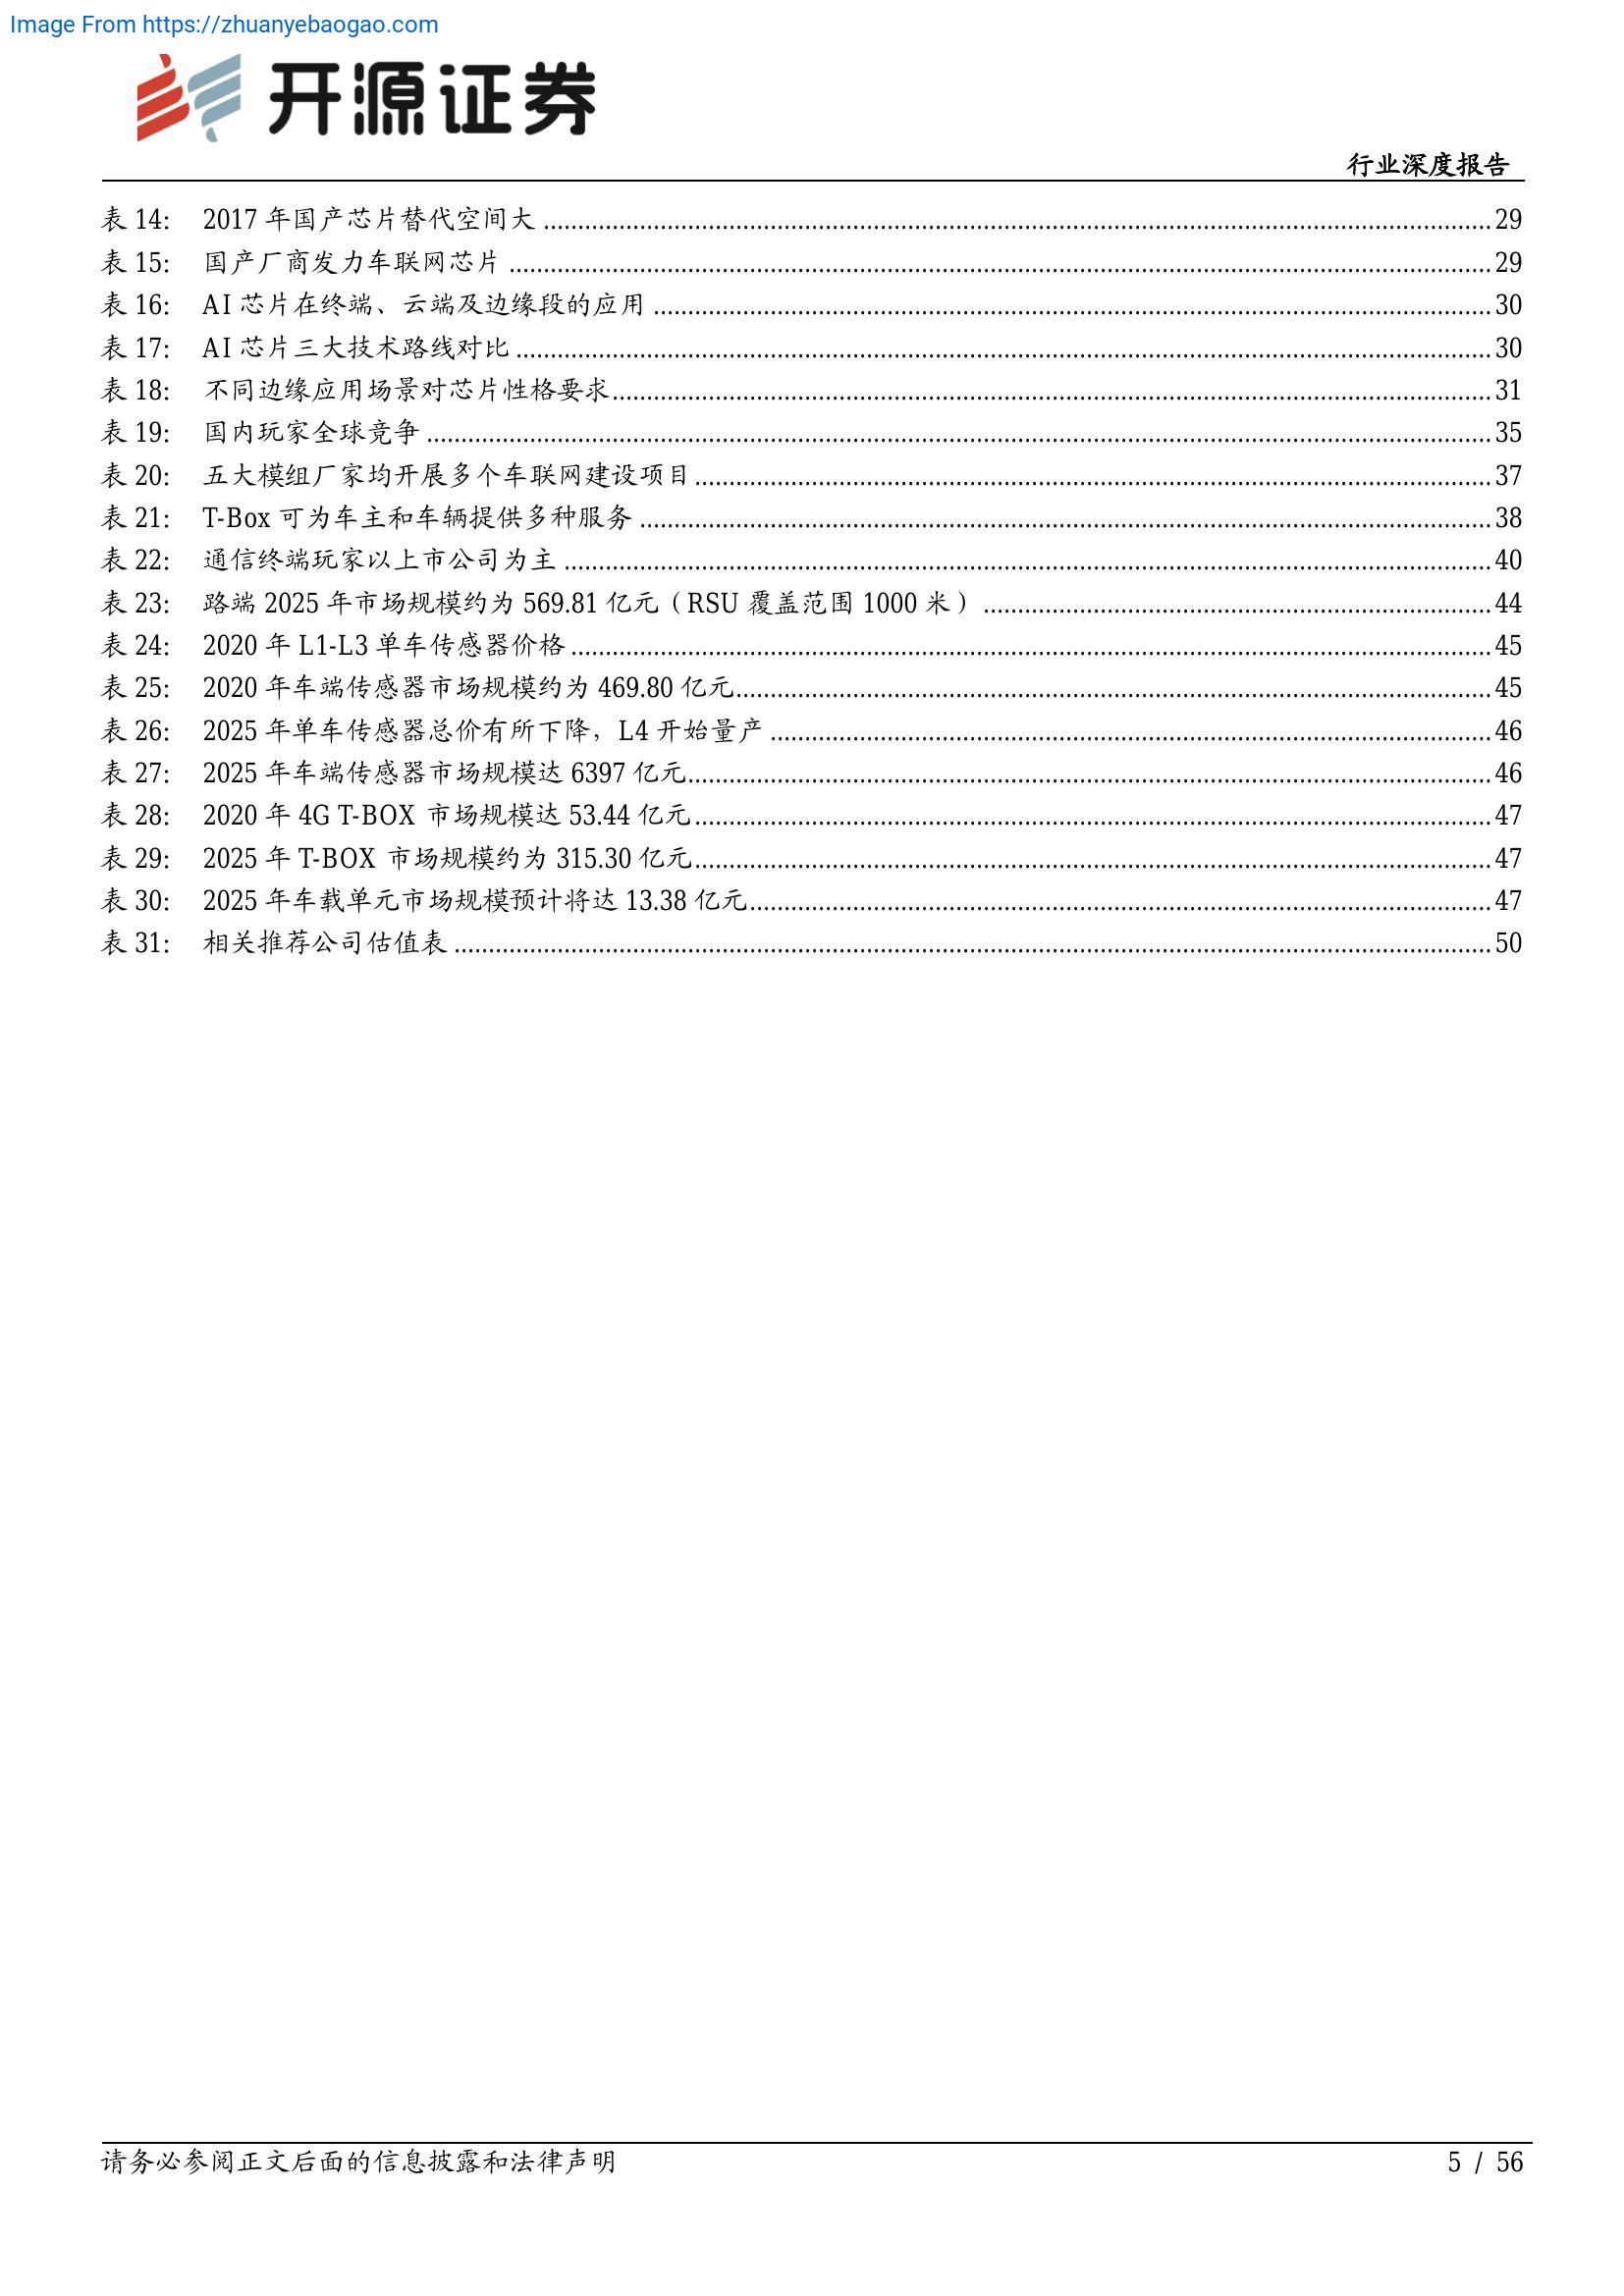 Image From https://zhuanyebaogao.com
开源证券
行业深度报告
表 14: 2017 年国产芯片替代空间大 29
表 15: 国产厂商发力车联网芯片 29
表 16: AI 芯片在终端、云端及边缘段的应用 30
表 17: AI 芯片三大技术路线对比 30
表 18: 不同边缘应用场景对芯片性格要求 31
表 19: 国内玩家全球竞争 35
表 20: 五大模组厂家均开展多个车联网建设项目 37
表 21: T-Box 可为车主和车辆提供多种服务 38
表 22: 通信终端玩家以上市公司为主 40
表 23: 路端 2025 年市场规模约为 569.81 亿元（RSU 覆盖范围 1000 米） 44
表 24: 2020 年 L1-L3 单车传感器价格 45
表 25: 2020 年车端传感器市场规模约为 469.80 亿元 45
表 26: 2025 年单车传感器总价有所下降，L4 开始量产 46
表 27: 2025 年车端传感器市场规模达 6397 亿元 46
表 28: 2020 年 4G T-BOX 市场规模达 53.44 亿元 47
表 29: 2025 年 T-BOX 市场规模约为 315.30 亿元 47
表 30: 2025 年车载单元市场规模预计将达 13.38 亿元 47
表 31: 相关推荐公司估值表 50
请务必参阅正文后面的信息披露和法律声明 5 / 56